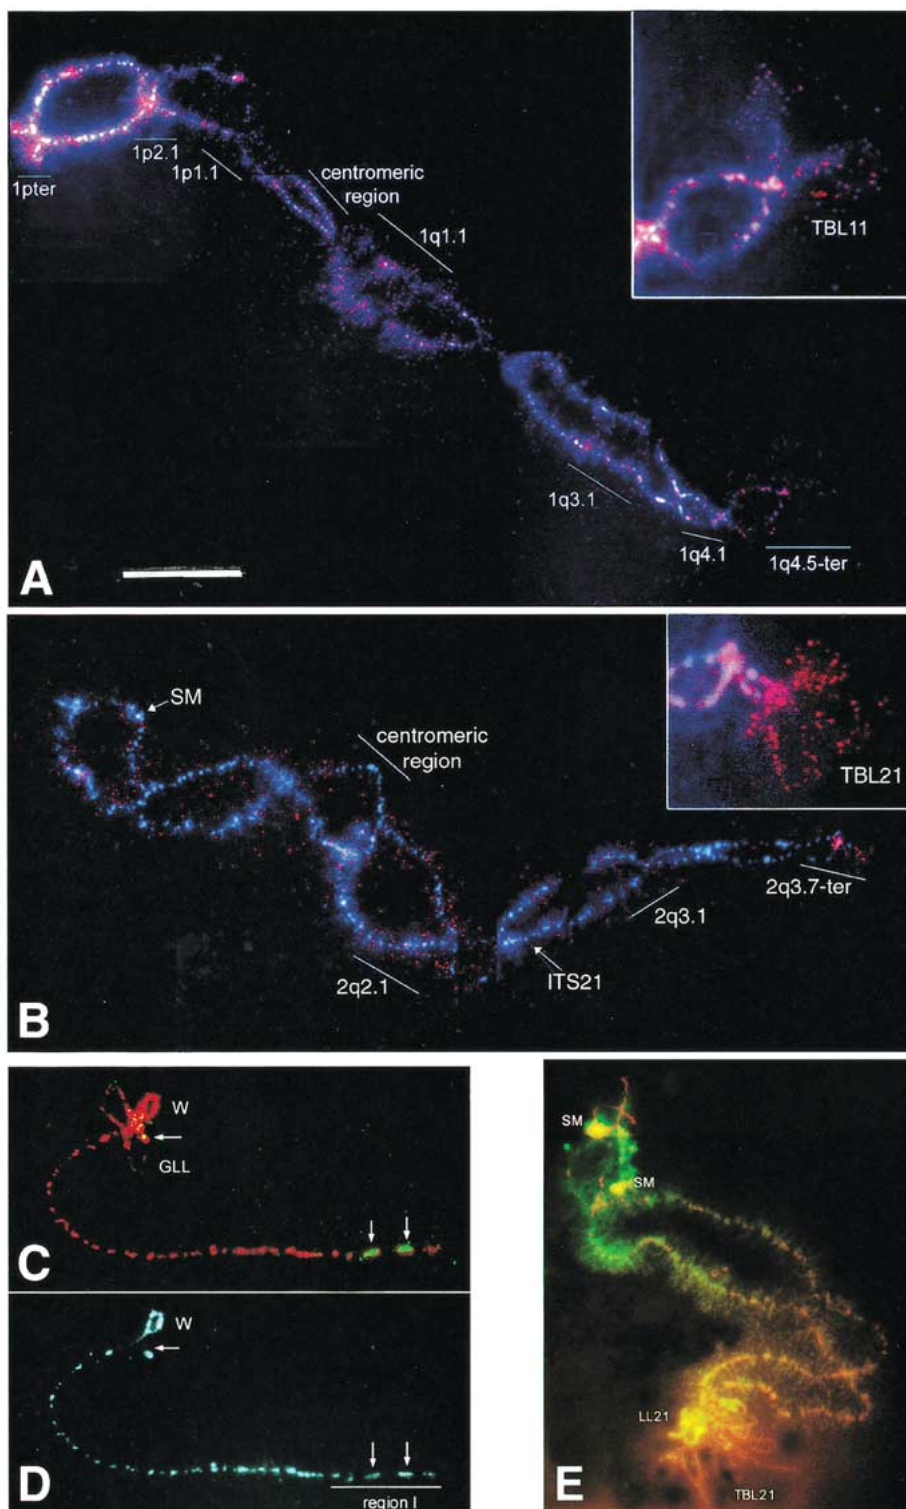 1pter
1p2.1
1p1.1
centromeric
region
1q1.1
TBL11
1q3.1
1q4.1
1q4.5-ter
A
SM
centromeric
region
TBL21
2q3.7-ter
2q3.1
ITS21
2q2.1
B
W
GLL
C
W
D
region I
SM
SM
LL21
TBL21
E